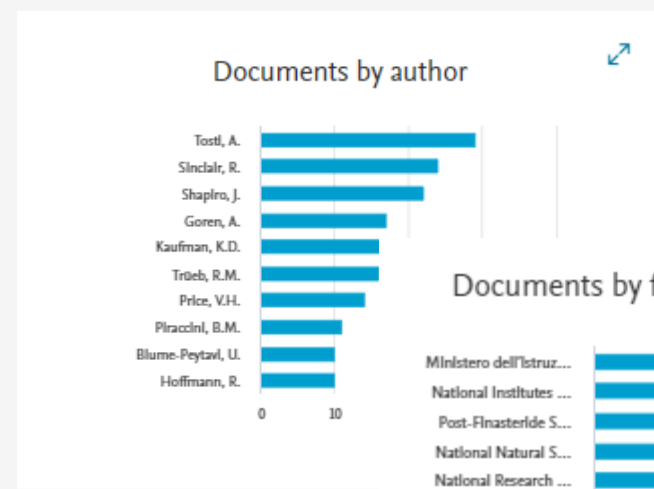 Documents by author
Tosti, A.
Sinclair, R.
Shapiro, J.
Goren, A.
Kaufman, K.D.
Trüeb, R.M.
Price, V.H.
Piraccini, B.M.
Blume-Peytavi, U.
Hoffmann, R.
0 10
Documents by f
Ministero dell'Istruz....
National Institutes ....
Post-Finasteride S....
National Natural S....
National Research ....